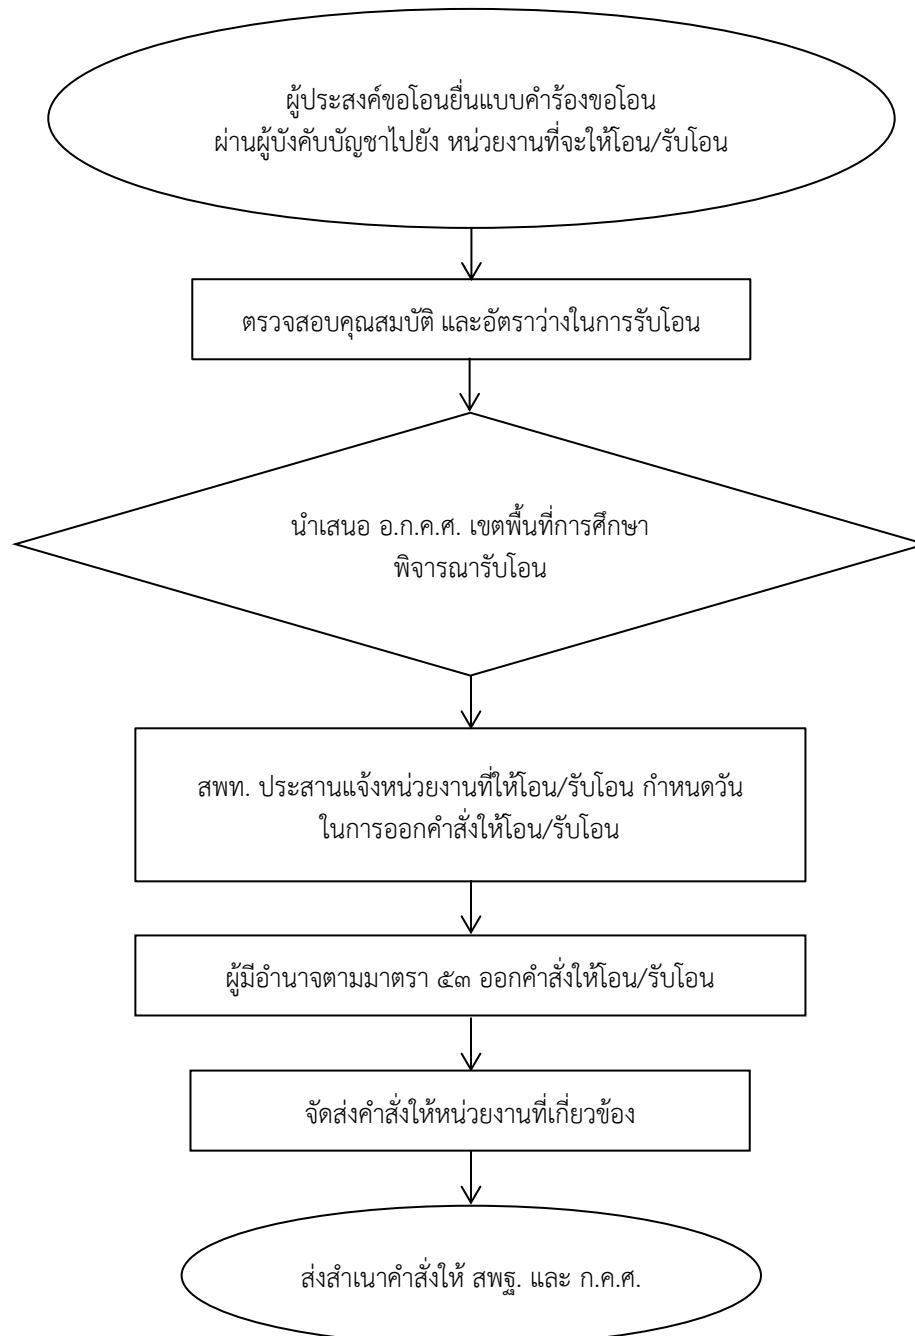 ผู้ประสงค์ขอโอนยื่นแบบคำร้องขอโอน
ผ่านผู้บังคับบัญชาไปยัง หน่วยงานที่จะให้โอน/รับโอน
ตรวจสอบคุณสมบัติ และอัตราว่างในการรับโอน
นำเสนอ อ.ก.ค.ศ. เขตพื้นที่การศึกษา
พิจารณารับโอน
สพท. ประสานแจ้งหน่วยงานที่ให้โอน/รับโอน กำหนดวัน
ในการออกคำสั่งให้โอน/รับโอน
ผู้มีอำนาจตามมาตรา ๕๓ ออกคำสั่งให้โอน/รับโอน
จัดส่งคำสั่งให้หน่วยงานที่เกี่ยวข้อง
ส่งสำเนาคำสั่งให้ สพฐ. และ ก.ค.ศ.